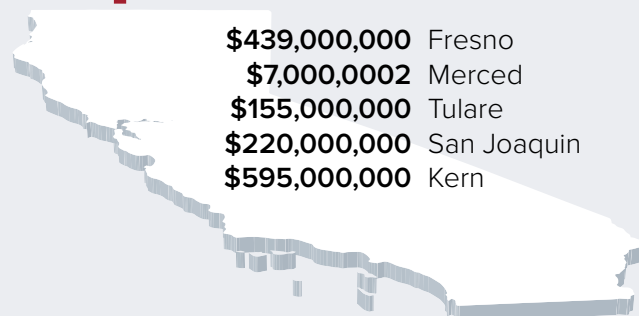 $439,000,000 Fresno
$7,000,0002 Merced
$155,000,000 Tulare
$220,000,000 San Joaquin
$595,000,000 Kern